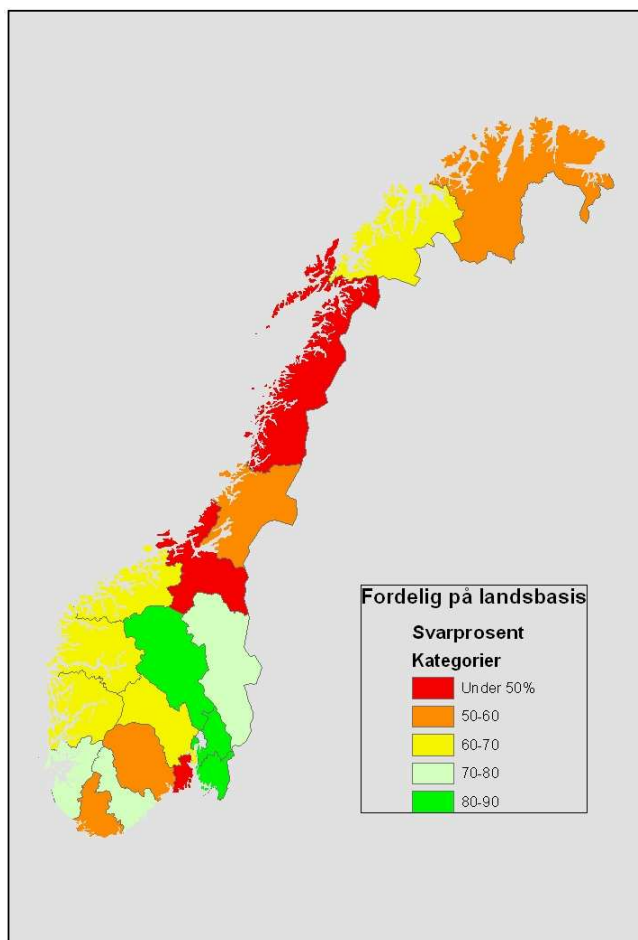 Fordelig på landsbasis
Svarprosent
Kategorier
Under 50%
50-60
60-70
70-80
80-90